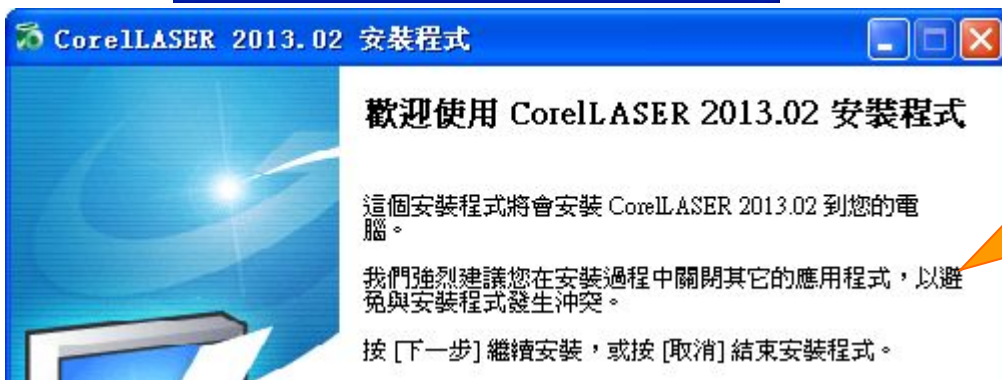 CorelLASER 2013.02 安裝程式
歡迎使用 CorelLASER 2013.02 安裝程式
這個安裝程式將會安裝 CorelLASER 2013.02 到您的電
腦。
我們強烈建議您在安裝過程中關閉其它的應用程式，以避
免與安裝程式發生沖突。
按 [下一步] 繼續安裝，或按 [取消] 結束安裝程式。